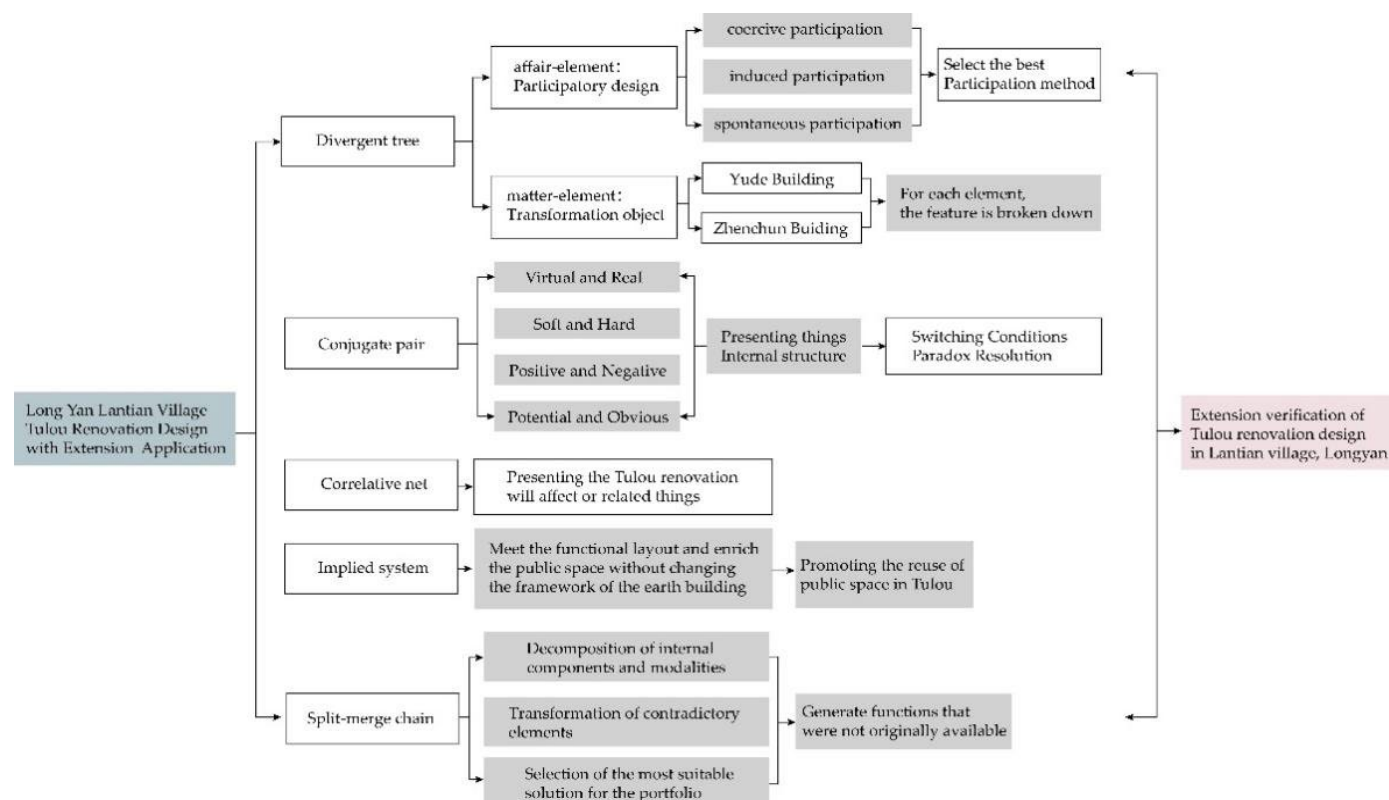 coercive participation
affair-element:
Participatory design
induced participation
Select the best
Participation method
spontaneous participation
Divergent tree
matter-element:
Transformation object
Yude Building
Zhenchun Buiding
For each element,
the feature is broken down
Virtual and Real
Soft and Hard
Conjugate pair
Positive and Negative
Potential and Obvious
Presenting things
Internal structure
Switching Conditions
Paradox Resolution
Long Yan Lantian Village
Tulou Renovation Design
with Extension Application
Extension verification of
Tulou renovation design
in Lantian village, Longyan
Correlative net
Presenting the Tulou renovation
will affect or related things
Implied system
Meet the functional layout and enrich
the public space without changing
the framework of the earth building
Promoting the reuse of
public space in Tulou
Split-merge chain
Decomposition of internal
components and modalities
Transformation of contradictory
elements
Selection of the most suitable
solution for the portfolio
Generate functions that
were not originally available